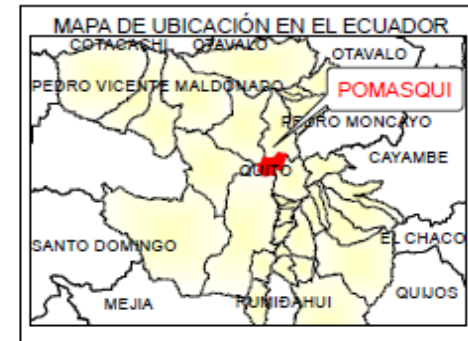 MAPA DE UBICACIÓN EN EL ECUADOR
COTACACHI OTAVALO
OTAVALO
PEDRO VICENTE MALDONADO
POMASQUI
PEDRO MONCAYO
CAYAMBE
QUITO
SANTO DOMINGO
EL CHACO
MEJIA
RUMIÐAHUI
QUIJOS